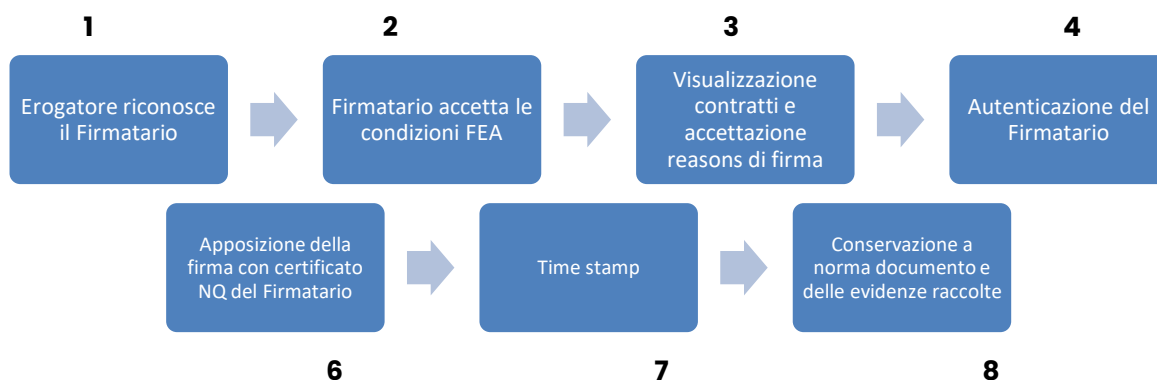 1
2
3
4
Erogatore riconosce
il Firmatario
Firmatario accetta le
condizioni FEA
Visualizzazione
contratti e
accettazione
reasons di firma
Autenticazione del
Firmatario
Apposizione della
firma con certificato
NQ del Firmatario
Time stamp
Conservazione a
norma documento e
delle evidenze raccolte
6
7
8